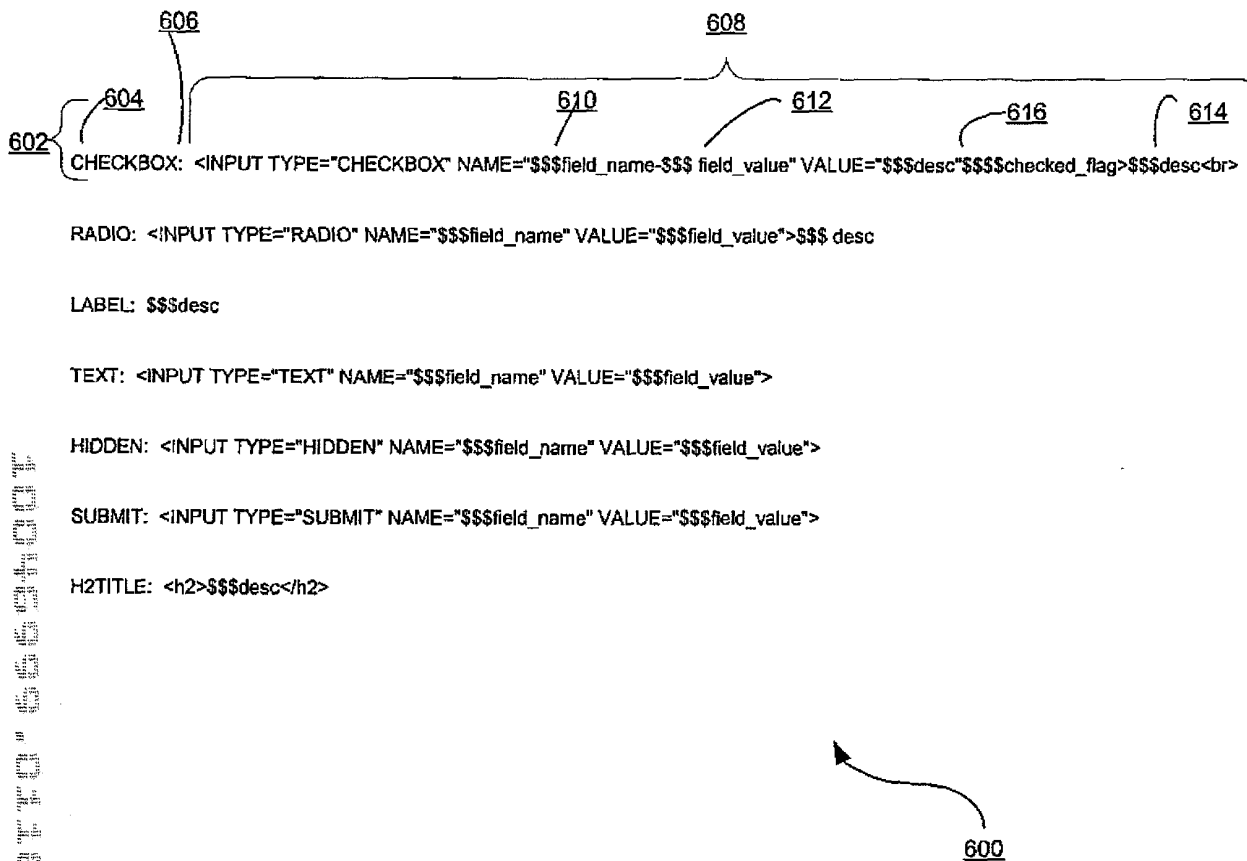 606 608
604 610 612 616 614
602
CHECKBOX: <INPUT TYPE="CHECKBOX" NAME="$$$field_name-$$$ field_value" VALUE="$$$desc"$$$$checked_flag>$$$desc<br>
RADIO: <INPUT TYPE="RADIO" NAME="$$$field_name" VALUE="$$$field_value">$$$ desc
LABEL: $$$desc
TEXT: <INPUT TYPE="TEXT" NAME="$$$field_name" VALUE="$$$field_value">
HIDDEN: <INPUT TYPE="HIDDEN" NAME="$$$field_name" VALUE="$$$field_value">
SUBMIT: <INPUT TYPE="SUBMIT" NAME="$$$field_name" VALUE="$$$field_value">
H2TITLE: <h2>$$$desc</h2>
600